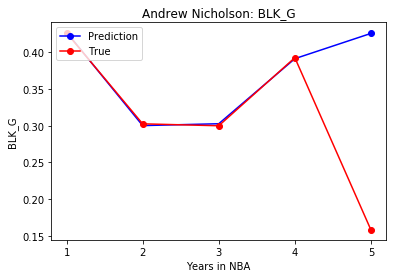 Andrew Nicholson: BLK_G
Prediction
True
0.40
0.35
0.30
0.25
0.20
0.15
BLK_G
1 2 3 4 5
Years in NBA